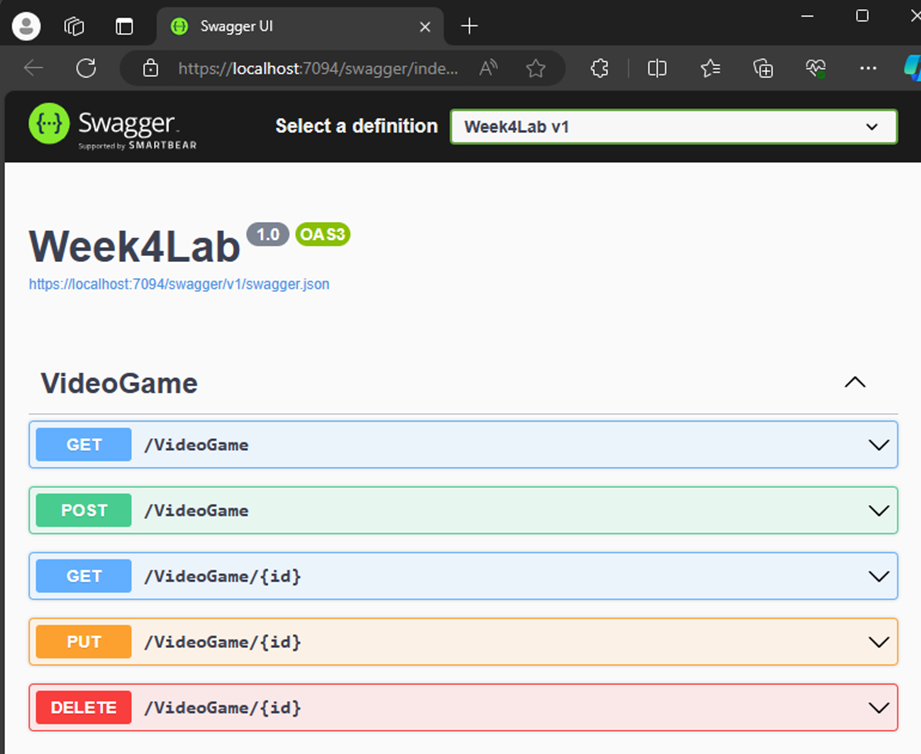 Swagger UI
https://localhost:7094/swagger/inde...
Swagger
Supported by SMARTBEAR
Select a definition
Week4Lab v1
Week4Lab 1.0 OAS3
https://localhost:7094/swagger/v1/swagger.json
VideoGame
GET /VideoGame
POST /VideoGame
GET /VideoGame/{id}
PUT /VideoGame/{id}
DELETE /VideoGame/{id}